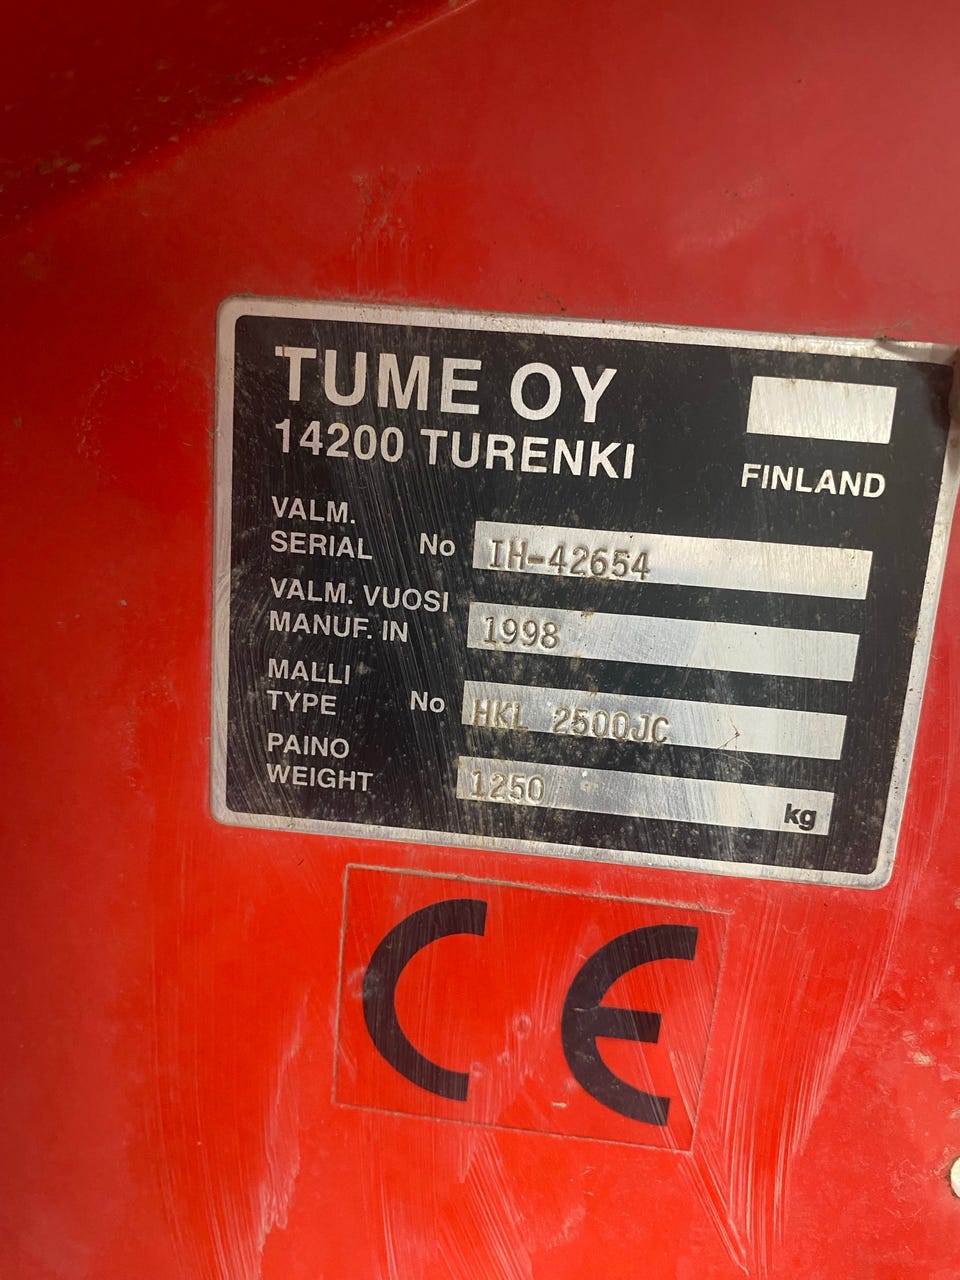 TUME OY
14200 TURENKI
FINLAND
VALM.
SERIAL No IH-42654
VALM. VUOSI
MANUF. IN 1998
MALLI
TYPE No HKL 2500JC
PAINO
WEIGHT 1250 kg
CE